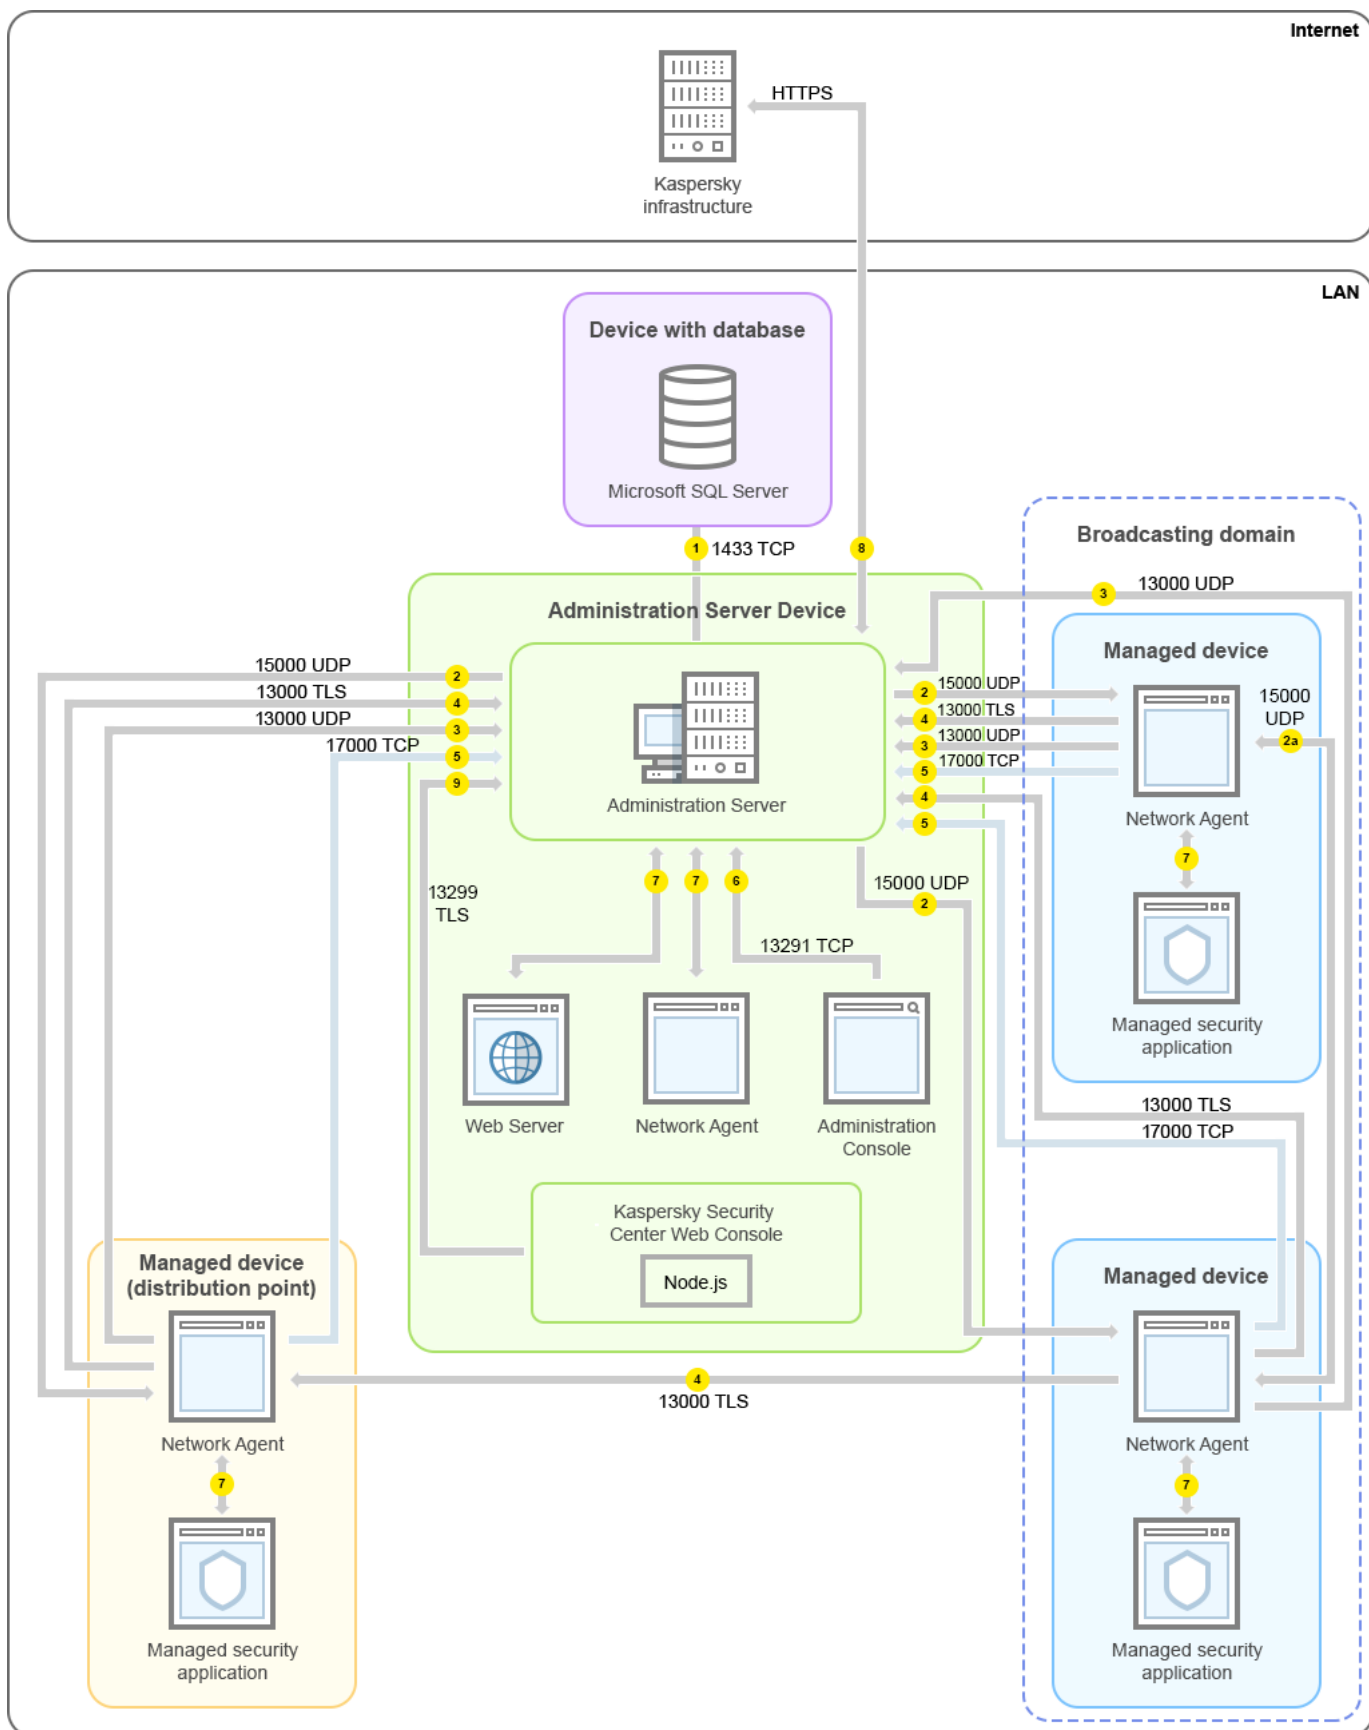 Internet
HTTPS
Kaspersky
infrastructure
LAN
Device with database
Microsoft SQL Server
1 1433 TCP
8
Broadcasting domain
13000 UDP
3
Administration Server Device
Managed device
15000 UDP
2
13000 TLS
4
13000 UDP
3
17000 TCP
5
9
Administration Server
2
15000 UDP
4
13000 TLS
3
13000 UDP
5
17000 TCP
4
5
15000
UDP
2a
Network Agent
7
Managed security
application
13299
TLS
7
7
6
15000 UDP
2
13291 TCP
Web Server
Network Agent
Administration
Console
13000 TLS
17000 TCP
Kaspersky Security
Center Web Console
Node.js
Managed device
(distribution point)
Network Agent
7
Managed security
application
4
13000 TLS
Managed device
Network Agent
7
Managed security
application